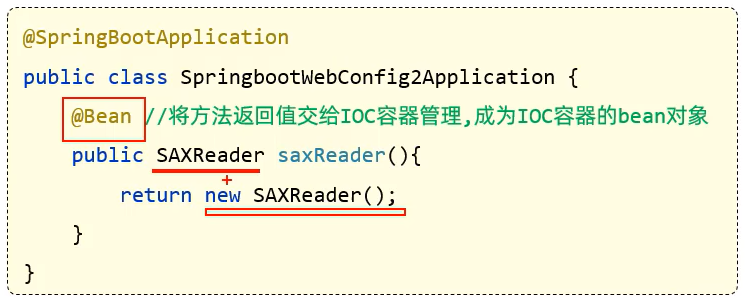 @SpringBootApplication
public class SpringbootWebConfig2Application {
@Bean //将方法返回值交给IOC容器管理,成为IOC容器的bean对象
public SAXReader saxReader(){
return new SAXReader();
}
}